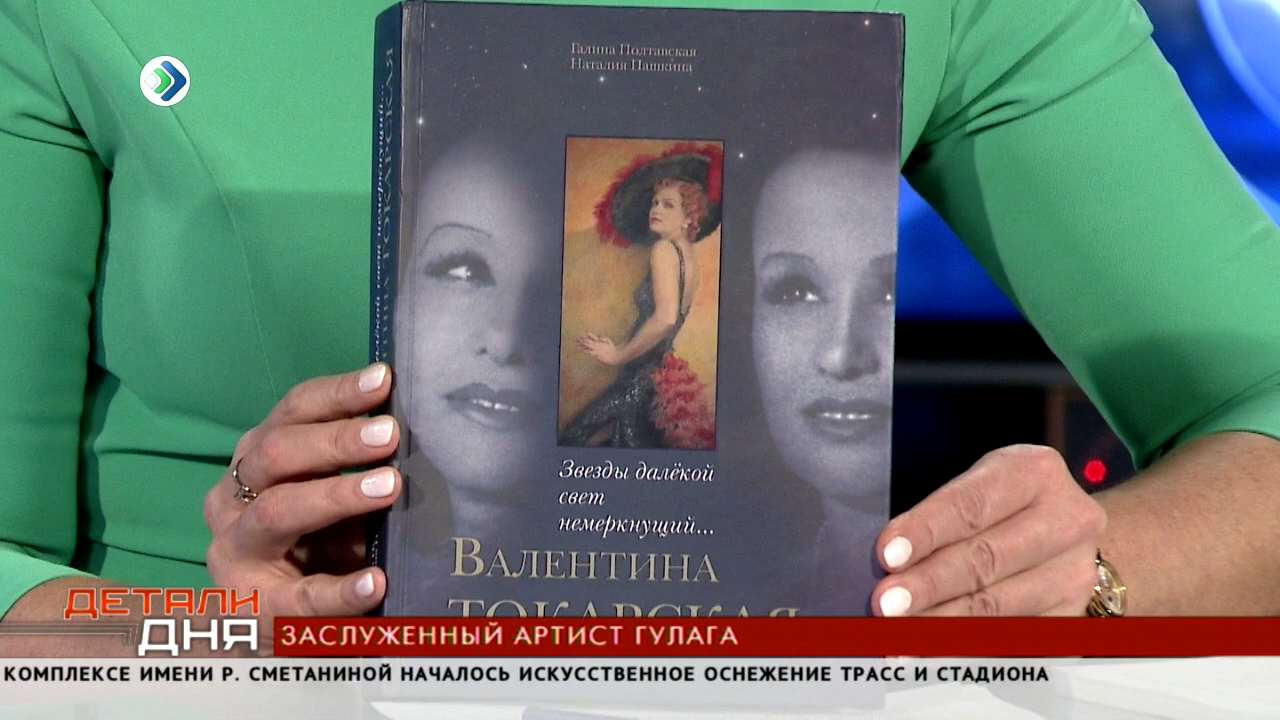 Галина Полтавская
Наталия Пашкина
Звезды далёкой
свет
немеркнущий...
ВАЛЕНТИНА
ТОКАРСКАЯ
ДЕТАЛИ
ДНЯ
ЗАСЛУЖЕННЫЙ АРТИСТ ГУЛАГА
КОМПЛЕКСЕ ИМЕНИ Р. СМЕТАНИНОЙ НАЧАЛОСЬ ИСКУССТВЕННОЕ ОСНЕЖЕНИЕ ТРАСС И СТАДИОНА